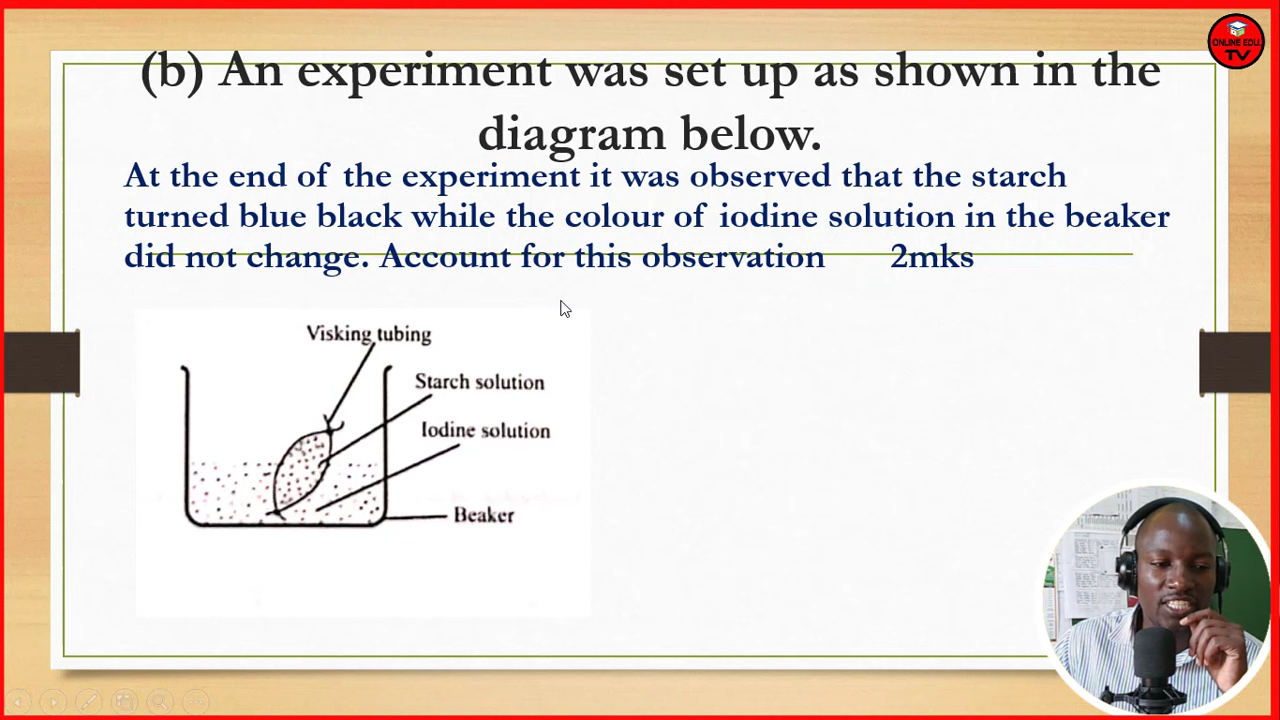 ONLINE EDU.
TV
(b) An experiment was set up as shown in the
diagram below.
At the end of the experiment it was observed that the starch
turned blue black while the colour of iodine solution in the beaker
did not change. Account for this observation 2mks
Visking tubing
Starch solution
Iodine solution
Beaker